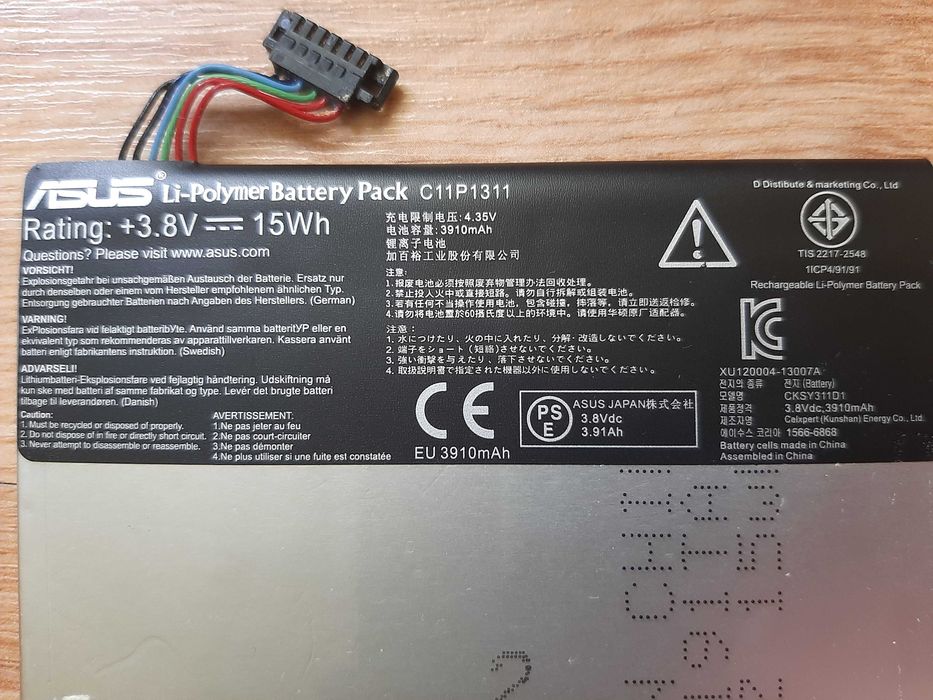 ASUS® Li-Polymer Battery Pack C11P1311
Rating: +3.8V ⎓ 15Wh
Questions? Please visit www.asus.com
VORSICHT!
Explosionsgetahr bei unsachgemäßen Austausch der Batterie. Ersatz nur
durch denselben oder einem vom Hersteller empfohlenem ähnlichen Typ.
Entsorgung gebrauchter Batterien nach Angaben des Herstellers. (German)
VARNING!
ExPlosionsfara vid felaktigt batteribYte. Använd samma batteritYP eller en
ekvivalent typ som rekommenderas av apparattillverkaren. Kassera använt
batteri enligt fabrikantens instruktion. (Swedish)
ADVARSELI!
Lithiumbatteri-Eksplosionsfare ved fejlagtig håndtering. Udskiftning må
kun ske med batteri af samme fabrikat og type. Levér det brugte batteri
tilbage til leverandøren. (Danish)
Caution:
1. Must be recycled or disposed of properly.
2. Do not dispose of in fire or directly short circuit.
3. Never attempt to disassemble or reassemble.
AVERTISSEMENT:
1.Ne pas jeter au feu
2.Ne pas court-circuiter
3.Ne pas démonter
4.Ne plus utiliser si une fuite est constatée
充电限制电压: 4.35V
电池容量: 3910mAh
锂离子电池
加百裕工业股份有限公司
注意:
1.报废电池必须按照废弃物管理办法回收处理。
2.禁止投入火中或直接短路。请勿自行拆解或组装电池。
3.若有任何不当操作使用电池，包含碰撞，摔落等，请立即送返检修。
4.请勿将电池置於60摄氏度以上的环境中。请使用华硕原厂适配器。
注意：
1. 水につけたり、火の中に入れたり、分解·改造しないでください。
2. 端子をショート（短絡）させないでください。
3. 強い衝撃を与えたり、落下させないでください。
4. 取扱説明書で指定された機器以外に使用しないでください。
CE
EU 3910mAh
PS
E
ASUS JAPAN株式会社
3.8Vdc
3.91Ah
D Distibute & marketing Co., Ltd
TIS 2217-2548
1ICP4/91/91
Rechargeable Li-Polymer Battery Pack
XU120004-13007A
전지의 종류 전지 (Battery)
모델명 CKSY311D1
제품정격 3.8Vdc,3910mAh
제조자명 Celxpert (Kunshan) Energy Co., Ltd.
에이수스 코리아 1566-6868
Battery cells made in China
Assembled in China